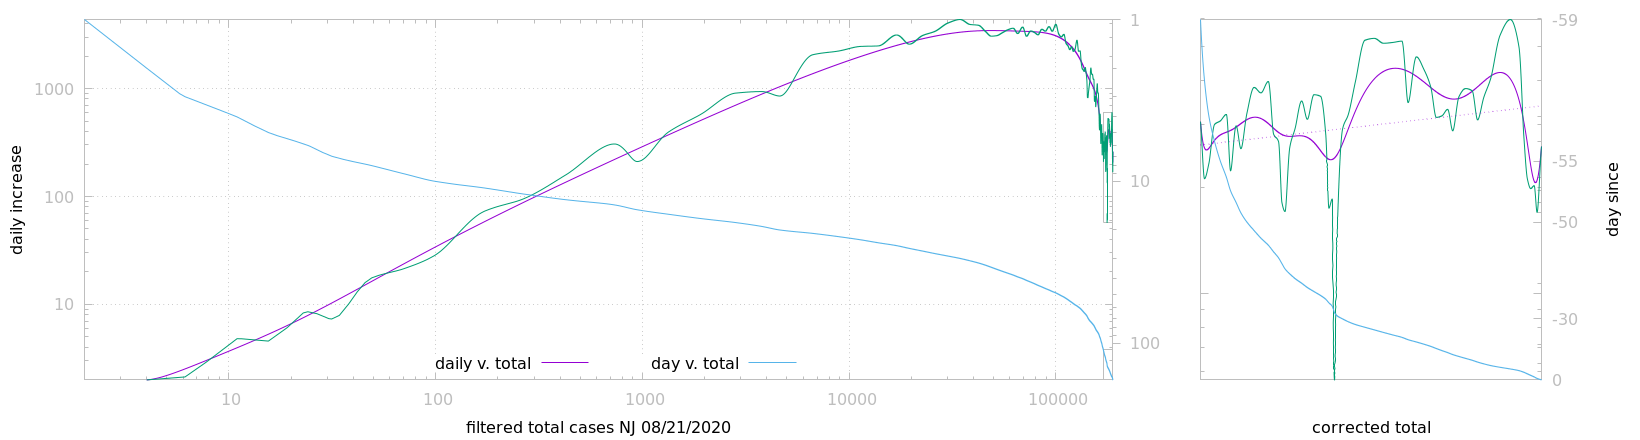 1
-59
1000
daily increase
-55
day since
10
100
-50
10
-30
daily v. total
day v. total
100
0
10
100
1000
10000
100000
filtered total cases NJ 08/21/2020
corrected total